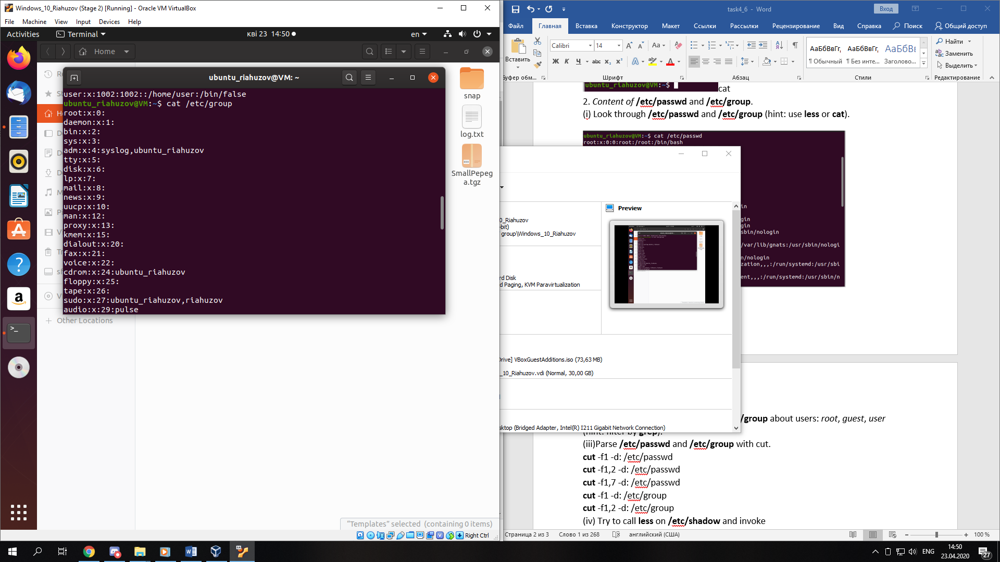 Windows_10_Riahuzov (Stage 2) [Running] - Oracle VM VirtualBox
File Machine View Input Devices Help
Activities
Terminal
кві 23 14:50
en
Home
ubuntu_riahuzov@VM: ~
user:x:1002:1002::/home/user:/bin/false
ubuntu_riahuzov@VM:~$ cat /etc/group
root:x:0:
daemon:x:1:
bin:x:2:
sys:x:3:
adm:x:4:syslog,ubuntu_riahuzov
tty:x:5:
disk:x:6:
lp:x:7:
mail:x:8:
news:x:9:
uucp:x:10:
man:x:12:
proxy:x:13:
kmem:x:15:
dialout:x:20:
fax:x:21:
voice:x:22:
cdrom:x:24:ubuntu_riahuzov
floppy:x:25:
tape:x:26:
sudo:x:27:ubuntu_riahuzov,riahuzov
audio:x:29:pulse
Other Locations
snap
log.txt
SmallPepeg
a.tgz
"Templates" selected (containing 0 items)
Right Ctrl
task4_6 - Word
Вход
Файл Главная Вставка Конструктор Макет Ссылки Рассылки Рецензирование Вид Справка Поиск Общий доступ
Вставить
Calibri 14
Aa
Ж К Ч abc x₂ x²
АаБбВвГг, АаБбВвГг, АаБбВв
¶ Обычный ¶ Без инте... Заголово...
Найти
Заменить
Выделить
буфер обм... Шрифт Абзац Стили Редактирование
ubuntu_riahuzov@VM:~$ cat
2. Content of /etc/passwd and /etc/group.
(i) Look through /etc/passwd and /etc/group (hint: use less or cat).
ubuntu_riahuzov@VM:~$ cat /etc/passwd
root:x:0:0:root:/root:/bin/bash
in
gin
gin
sbin/nologin
/var/lib/gnats:/usr/sbin/nologi
n/nologin
zation,,,:/run/systemd:/usr/sbi
ent,,,:/run/systemd:/usr/sbin/n
Preview
0_Riahuzov
-bit)
group\Windows_10_Riahuzov
rd Disk
d Paging, KVM Paravirtualization
Drive] VBoxGuestAdditions.iso (73,63 MB)
_10_Riahuzov.vdi (Normal, 30,00 GB)
sktop (Bridged Adapter, Intel(R) I211 Gigabit Network Connection)
/group about users: root, guest, user
(hint: filter by grep).
(iii)Parse /etc/passwd and /etc/group with cut.
cut -f1 -d: /etc/passwd
cut -f1,2 -d: /etc/passwd
cut -f1,7 -d: /etc/passwd
cut -f1 -d: /etc/group
cut -f1,2 -d: /etc/group
(iv) Try to call less on /etc/shadow and invoke
Страница 2 из 3 Слово 1 из 268 английский (США) 100 %
ENG
14:50
23.04.2020
27